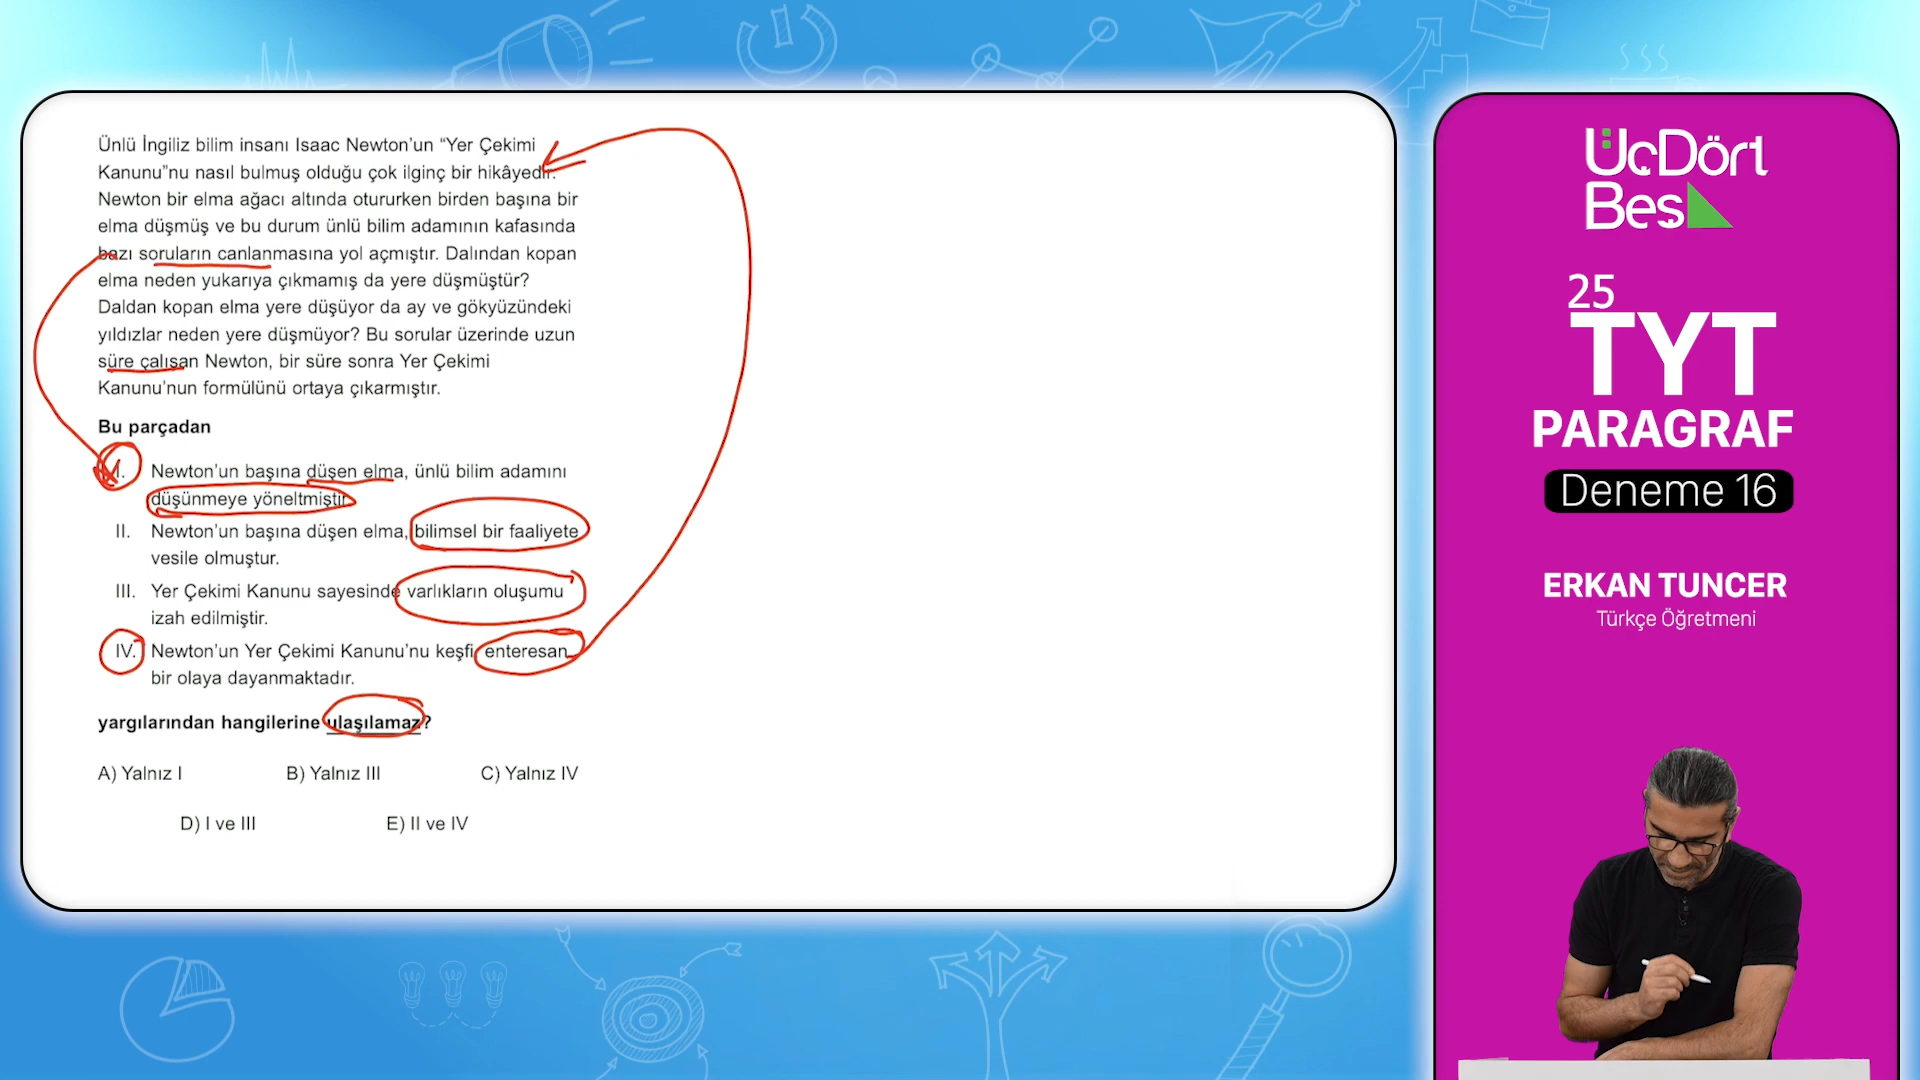 Ünlü İngiliz bilim insanı Isaac Newton’un “Yer Çekimi
Kanunu”nu nasıl bulmuş olduğu çok ilginç bir hikâyedir.
Newton bir elma ağacı altında otururken birden başına bir
elma düşmüş ve bu durum ünlü bilim adamının kafasında
bazı soruların canlanmasına yol açmıştır. Dalından kopan
elma neden yukarıya çıkmamış da yere düşmüştür?
Daldan kopan elma yere düşüyor da ay ve gökyüzündeki
yıldızlar neden yere düşmüyor? Bu sorular üzerinde uzun
süre çalışan Newton, bir süre sonra Yer Çekimi
Kanunu’nun formülünü ortaya çıkarmıştır.
Bu parçadan
I. Newton’un başına düşen elma, ünlü bilim adamını
düşünmeye yöneltmiştir.
II. Newton’un başına düşen elma, bilimsel bir faaliyete
vesile olmuştur.
III. Yer Çekimi Kanunu sayesinde varlıkların oluşumu
izah edilmiştir.
IV. Newton’un Yer Çekimi Kanunu’nu keşfi, enteresan
bir olaya dayanmaktadır.
yargılarından hangilerine ulaşılamaz?
A) Yalnız I B) Yalnız III C) Yalnız IV
D) I ve III E) II ve IV
ÜçDört
Beş
25
TYT
PARAGRAF
Deneme 16
ERKAN TUNCER
Türkçe Öğretmeni